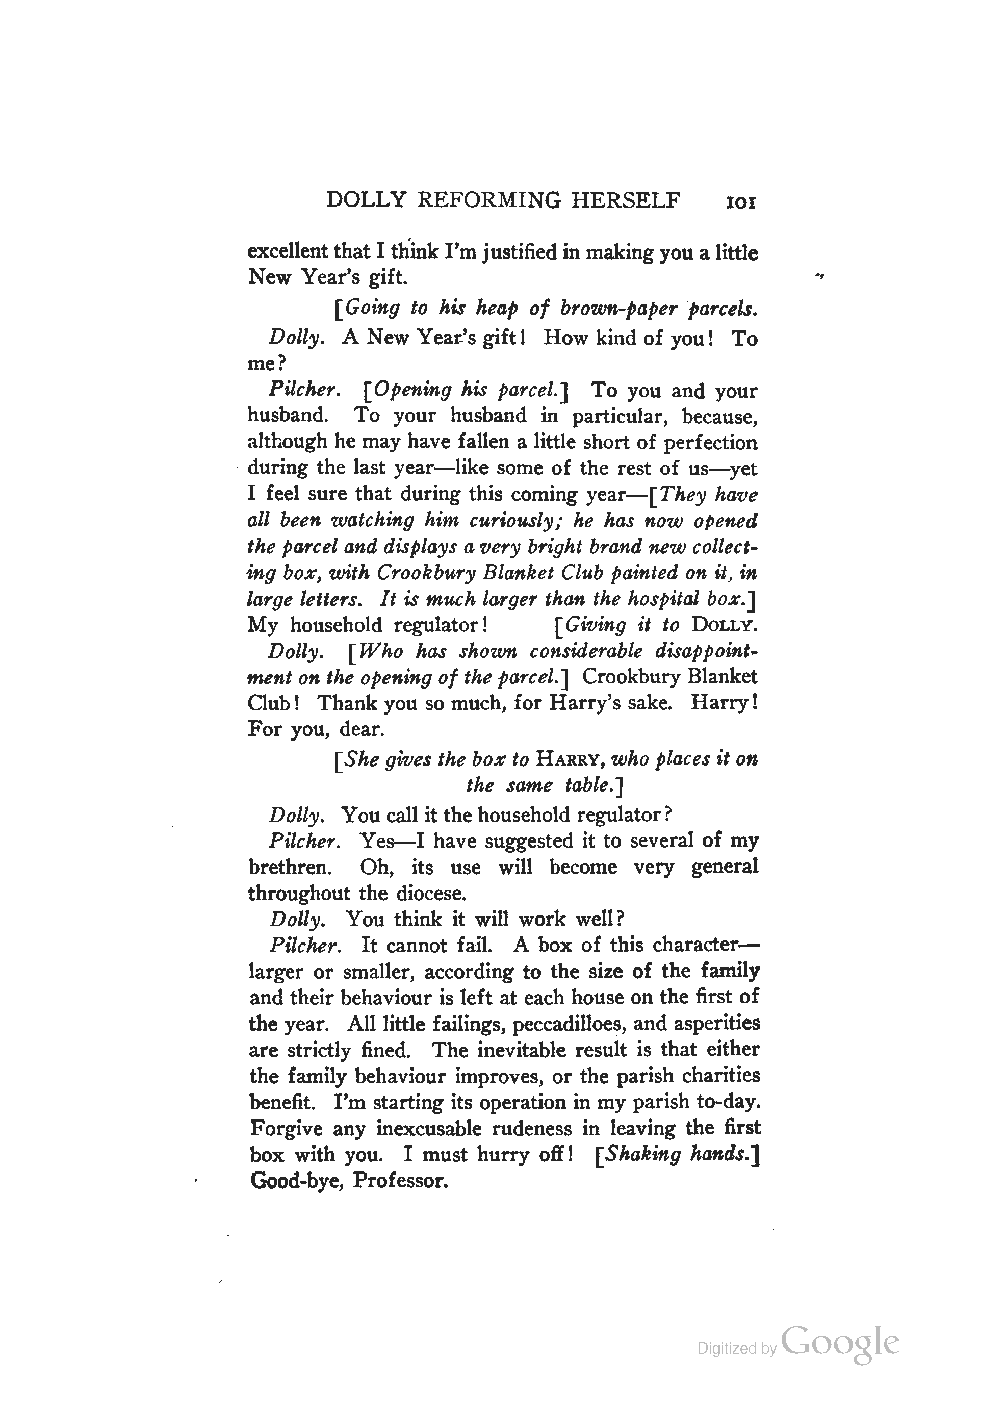 DOLLY REFORMING HERSELF 101
excellent that I think I'm justified in making you a little
New Year's gift.
[Going to his heap of brown-paper parcels.
Dolly. A New Year's gift! How kind of you! To
me?
Pilcher. [Opening his parcel.] To you and your
husband. To your husband in particular, because,
although he may have fallen a little short of perfection
during the last year—like some of the rest of us—yet
I feel sure that during this coming year—[They have
all been watching him curiously; he has now opened
the parcel and displays a very bright brand new collect-
ing box, with Crookbury Blanket Club painted on it, in
large letters. It is much larger than the hospital box.]
My household regulator! [Giving it to DOLLY.
Dolly. [Who has shown considerable disappoint-
ment on the opening of the parcel.] Crookbury Blanket
Club! Thank you so much, for Harry's sake. Harry!
For you, dear.
[She gives the box to HARRY, who places it on
the same table.]
Dolly. You call it the household regulator?
Pilcher. Yes—I have suggested it to several of my
brethren. Oh, its use will become very general
throughout the diocese.
Dolly. You think it will work well?
Pilcher. It cannot fail. A box of this character—
larger or smaller, according to the size of the family
and their behaviour is left at each house on the first of
the year. All little failings, peccadilloes, and asperities
are strictly fined. The inevitable result is that either
the family behaviour improves, or the parish charities
benefit. I'm starting its operation in my parish to-day.
Forgive any inexcusable rudeness in leaving the first
box with you. I must hurry off! [Shaking hands.]
Good-bye, Professor.
Digitized by Google